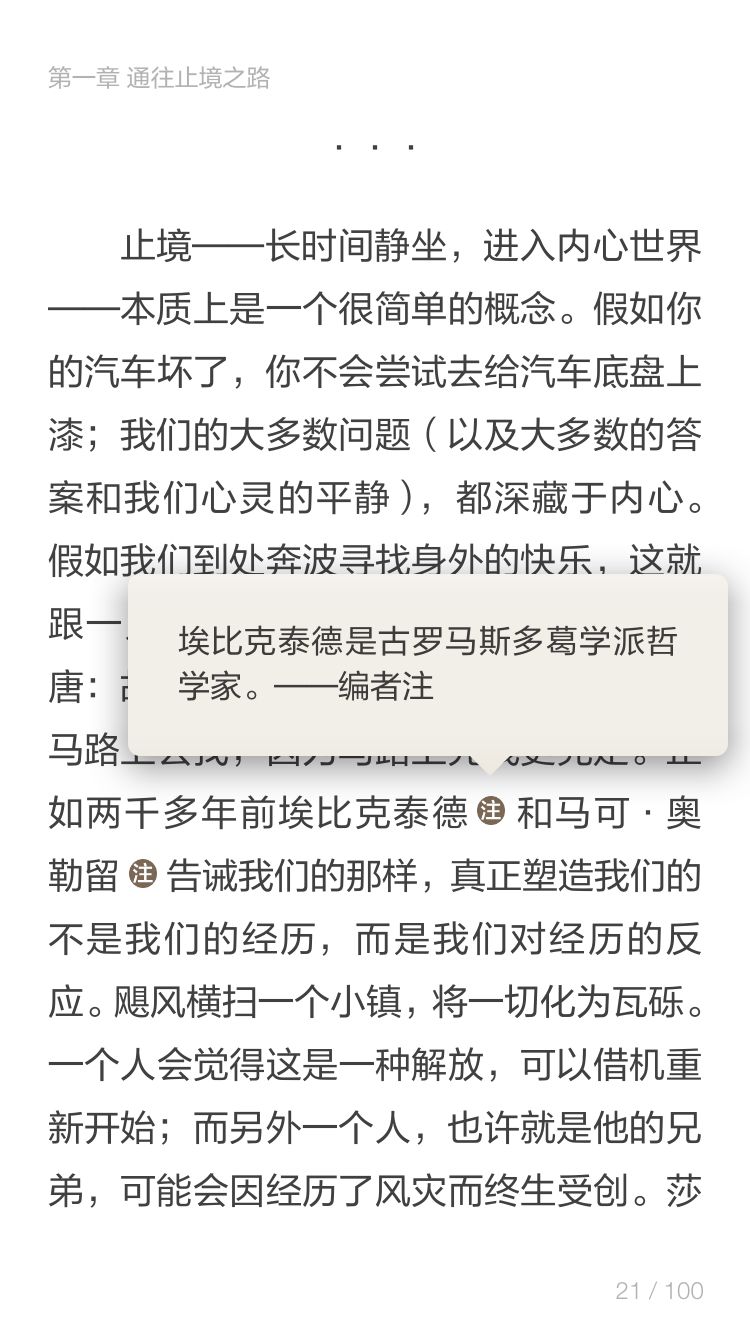 第一章 通往止境之路
· · ·
止境——长时间静坐，进入内心世界
——本质上是一个很简单的概念。假如你
的汽车坏了，你不会尝试去给汽车底盘上
漆；我们的大多数问题（以及大多数的答
案和我们心灵的平静），都深藏于内心。
假如我们到处奔波寻找身外的快乐，这就
跟一
唐：
埃比克泰德是古罗马斯多葛学派哲
学家。——编者注
马路
如两千多年前埃比克泰德 注 和马可·奥
勒留 注 告诫我们的那样，真正塑造我们的
不是我们的经历，而是我们对经历的反
应。飓风横扫一个小镇，将一切化为瓦砾。
一个人会觉得这是一种解放，可以借机重
新开始；而另外一个人，也许就是他的兄
弟，可能会因经历了风灾而终生受创。莎
21 / 100